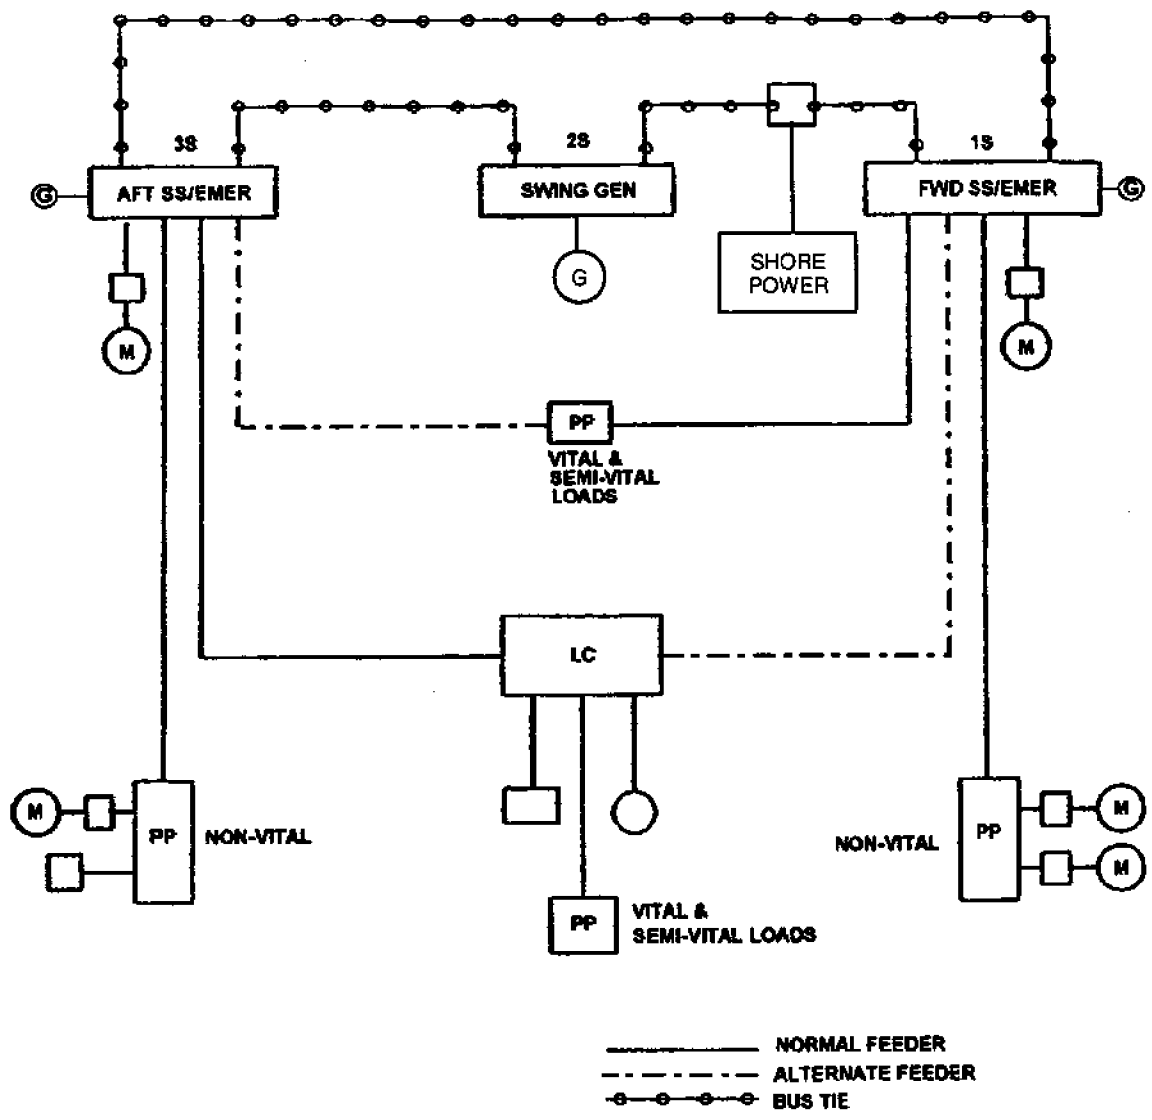 3S
2S
1S
G
AFT SS/EMER
SWING GEN
FWD SS/EMER
G
G
SHORE
POWER
M
M
PP
VITAL &
SEMI-VITAL
LOADS
LC
M
PP
NON-VITAL
NON-VITAL
PP
M
M
PP
VITAL &
SEMI-VITAL LOADS
NORMAL FEEDER
ALTERNATE FEEDER
BUS TIE